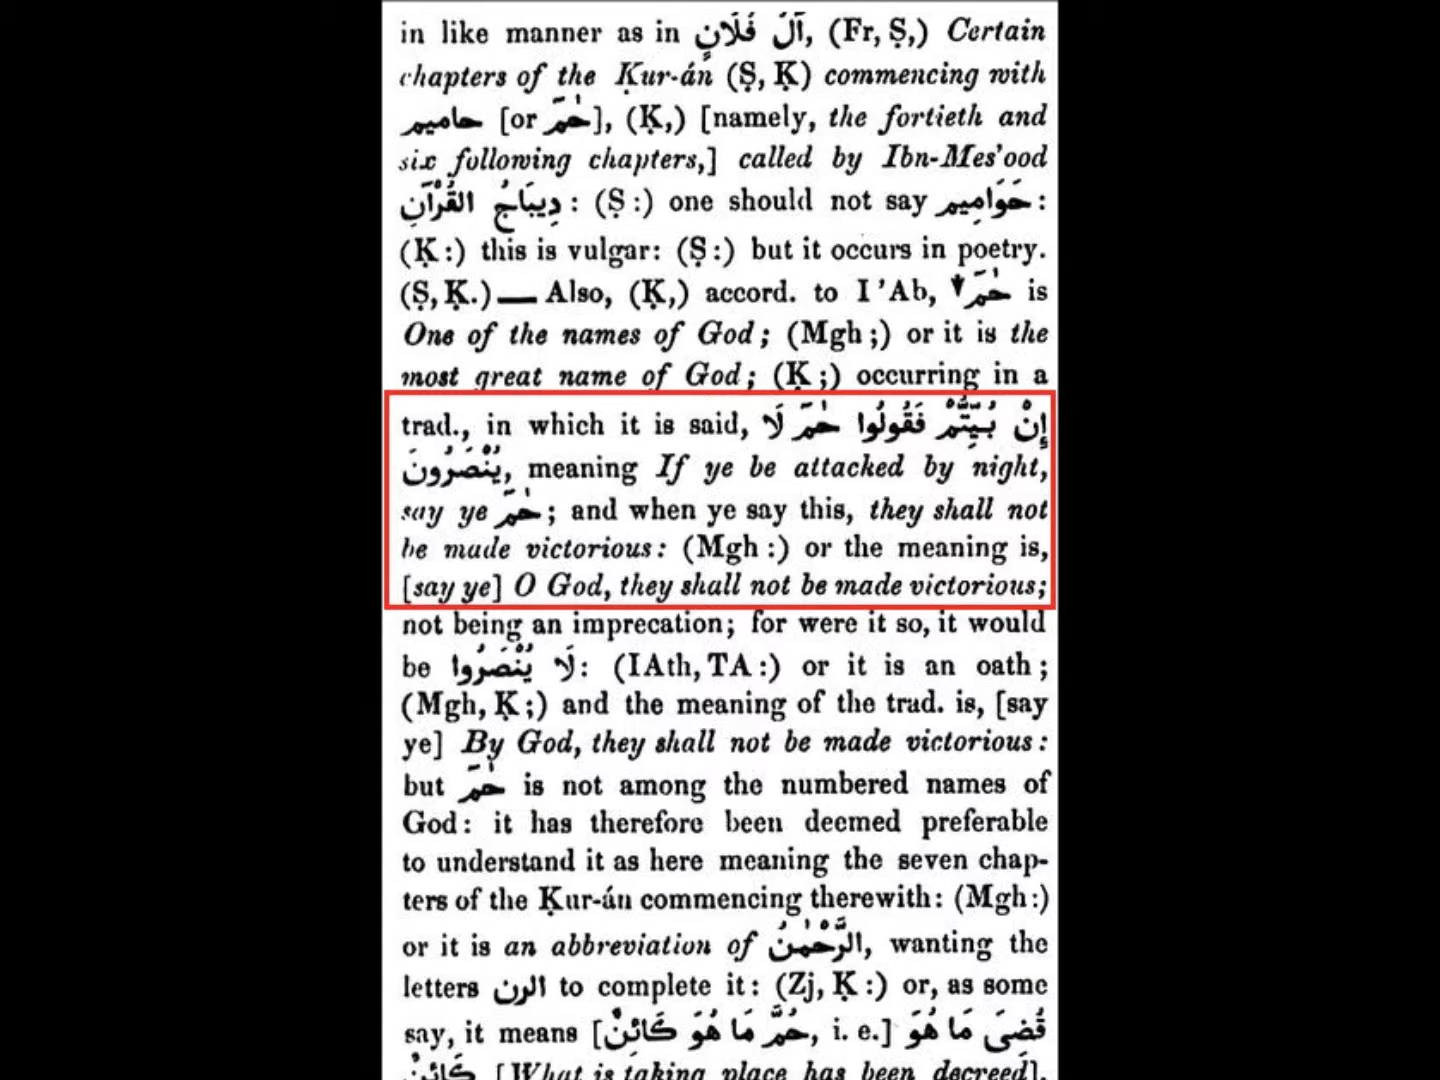 in like manner as in آلُ فُلَانٍ, (Fr, Ṣ,) Certain
chapters of the Ḳur-án (Ṣ, Ḳ) commencing with
حاميم [or حٰمٓ], (Ḳ,) [namely, the fortieth and
six following chapters,] called by Ibn-Mes'ood
دِيبَاجُ القُرْآنِ: (Ṣ:) one should not say حَوَامِيم:
(Ḳ:) this is vulgar: (Ṣ:) but it occurs in poetry.
(Ṣ, Ḳ.) — Also, (Ḳ,) accord. to I 'Ab, ▼حٰمٓ is
One of the names of God; (Mgh;) or it is the
most great name of God; (Ḳ;) occurring in a
trad., in which it is said, إِنْ بُيِّتُّمْ فَقُولُوا حٰمٓ لَا
يُنْصَرُونَ, meaning If ye be attacked by night,
say ye حٰمٓ; and when ye say this, they shall not
be made victorious: (Mgh:) or the meaning is,
[say ye] O God, they shall not be made victorious;
not being an imprecation; for were it so, it would
be لَا يُنْصَرُوا: (IAth, TA:) or it is an oath;
(Mgh, Ḳ;) and the meaning of the trad. is, [say
ye] By God, they shall not be made victorious:
but حٰمٓ is not among the numbered names of
God: it has therefore been deemed preferable
to understand it as here meaning the seven chap-
ters of the Ḳur-án commencing therewith: (Mgh:)
or it is an abbreviation of الرَّحْمٰنُ, wanting the
letters الرن to complete it: (Zj, Ḳ:) or, as some
say, it means [حُمَّ مَا هُوَ كَائِنٌ, i. e.] قُضِىَ مَا هُوَ
كَائِنٌ [What is taking place has been decreed].